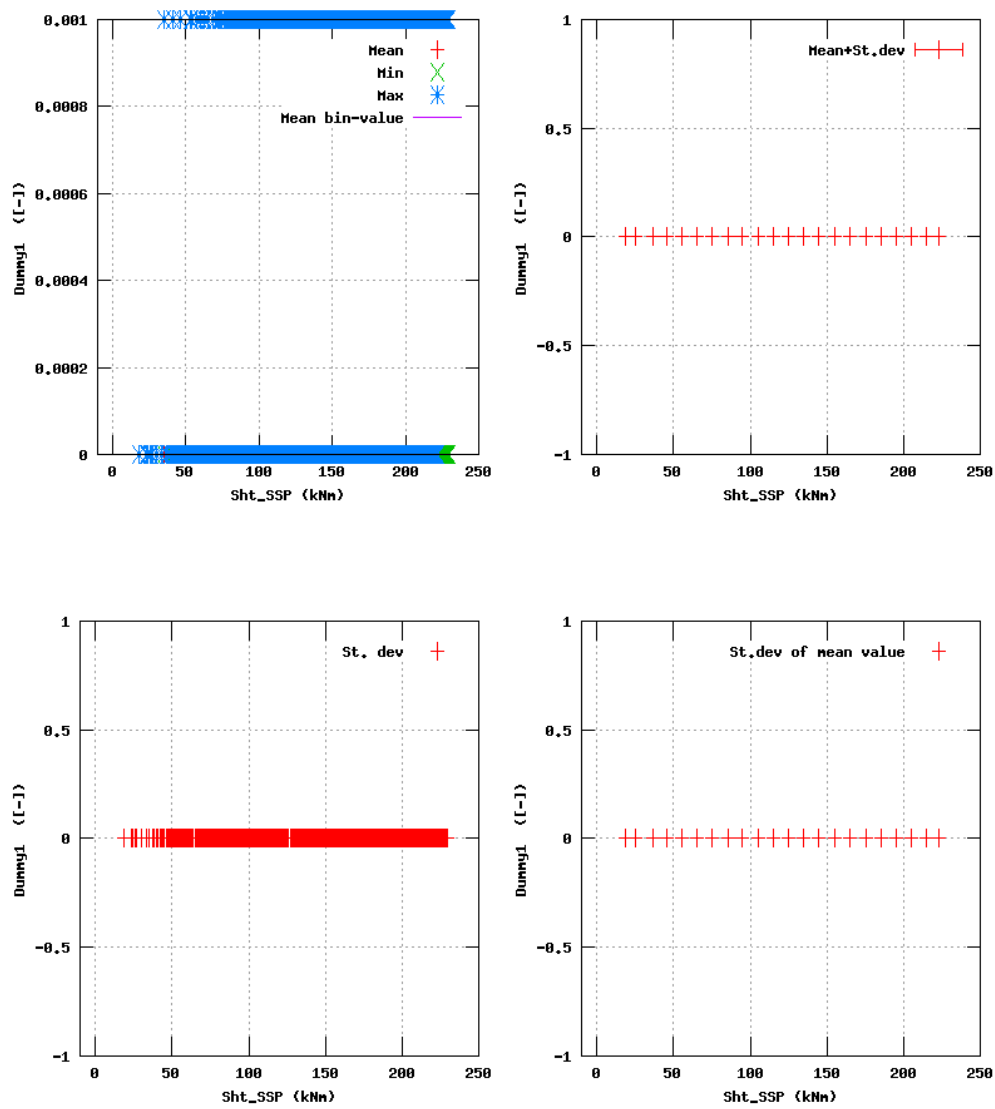 0.001
0.0008
0.0006
0.0004
0.0002
0
Dummy1 ([-])
Mean
Min
Max
Mean bin-value
0 50 100 150 200 250
Sht_SSP (kNm)
1
0.5
0
-0.5
-1
Dummy1 ([-])
Mean+St.dev
0 50 100 150 200 250
Sht_SSP (kNm)
1
0.5
0
-0.5
-1
Dummy1 ([-])
St. dev
0 50 100 150 200 250
Sht_SSP (kNm)
1
0.5
0
-0.5
-1
Dummy1 ([-])
St.dev of mean value
0 50 100 150 200 250
Sht_SSP (kNm)